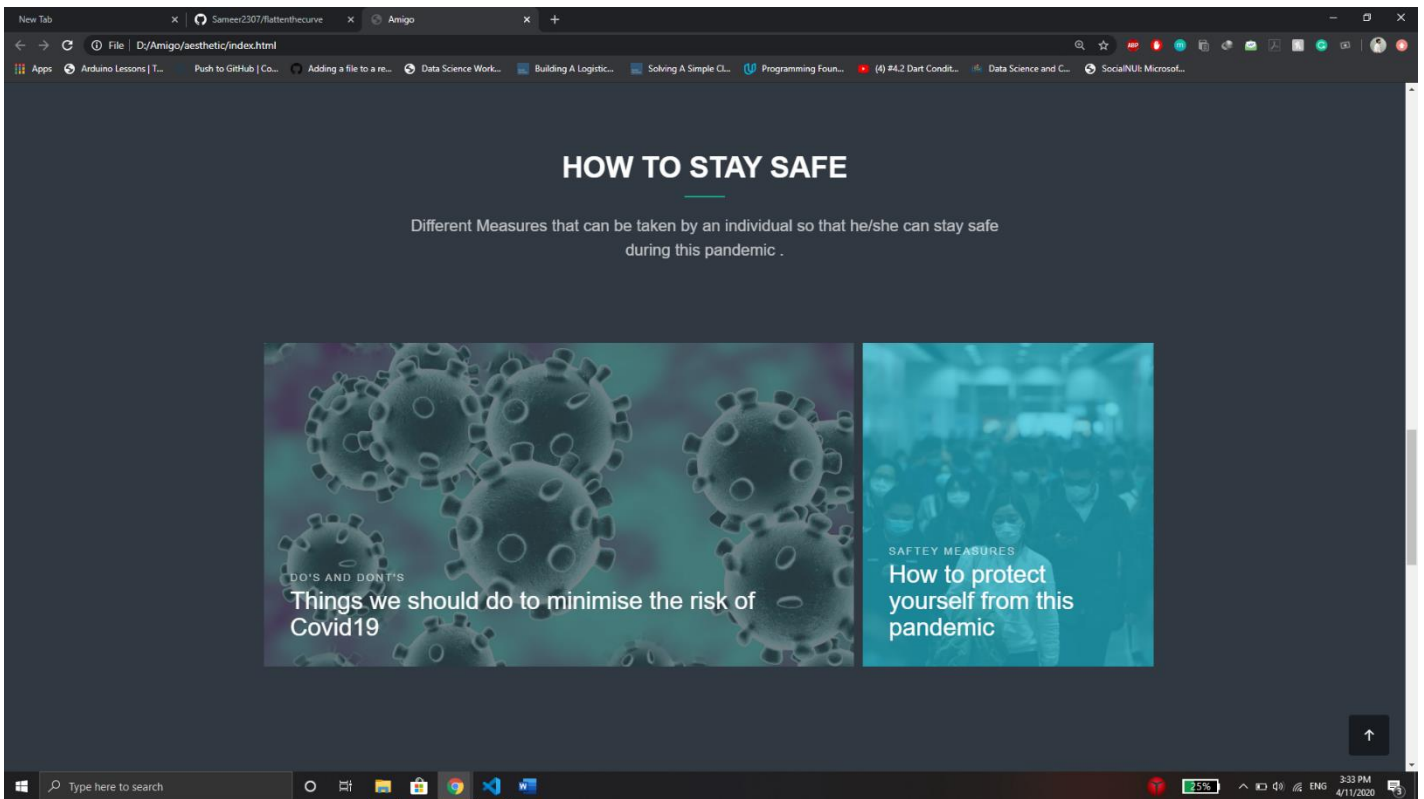 New Tab
Sameer2307/flattenthecurve
Amigo
File | D:/Amigo/aesthetic/index.html
Apps
Arduino Lessons | T...
Push to GitHub | Co...
Adding a file to a re...
Data Science Work...
Building A Logistic...
Solving A Simple Cl...
Programming Foun...
(4) #4.2 Dart Condit...
Data Science and C...
SocialNUI: Microsof...
HOW TO STAY SAFE
Different Measures that can be taken by an individual so that he/she can stay safe
during this pandemic .
DO'S AND DONT'S
Things we should do to minimise the risk of
Covid19
SAFTEY MEASURES
How to protect
yourself from this
pandemic
Type here to search
25%
ENG
3:33 PM
4/11/2020